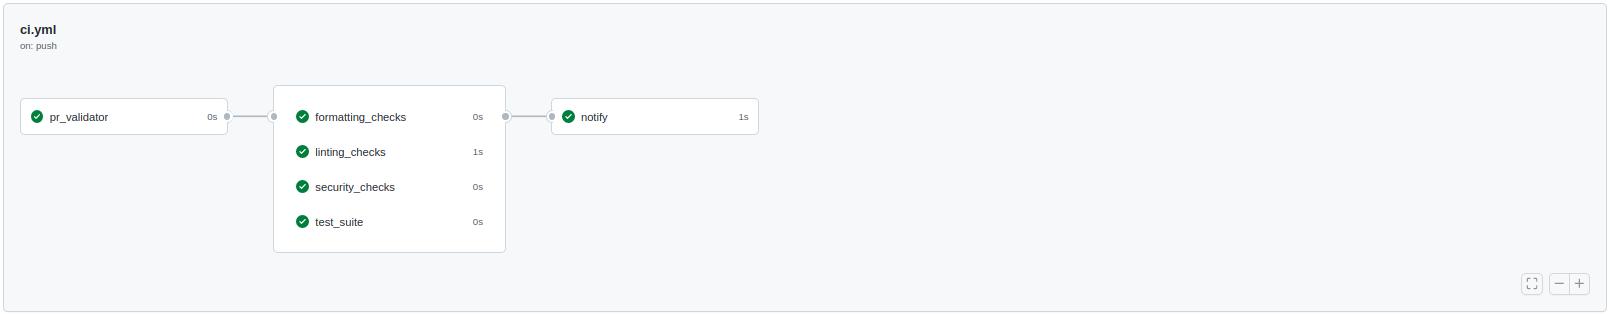 ci.yml
on: push
pr_validator 0s
formatting_checks 0s
linting_checks 1s
security_checks 0s
test_suite 0s
notify 1s